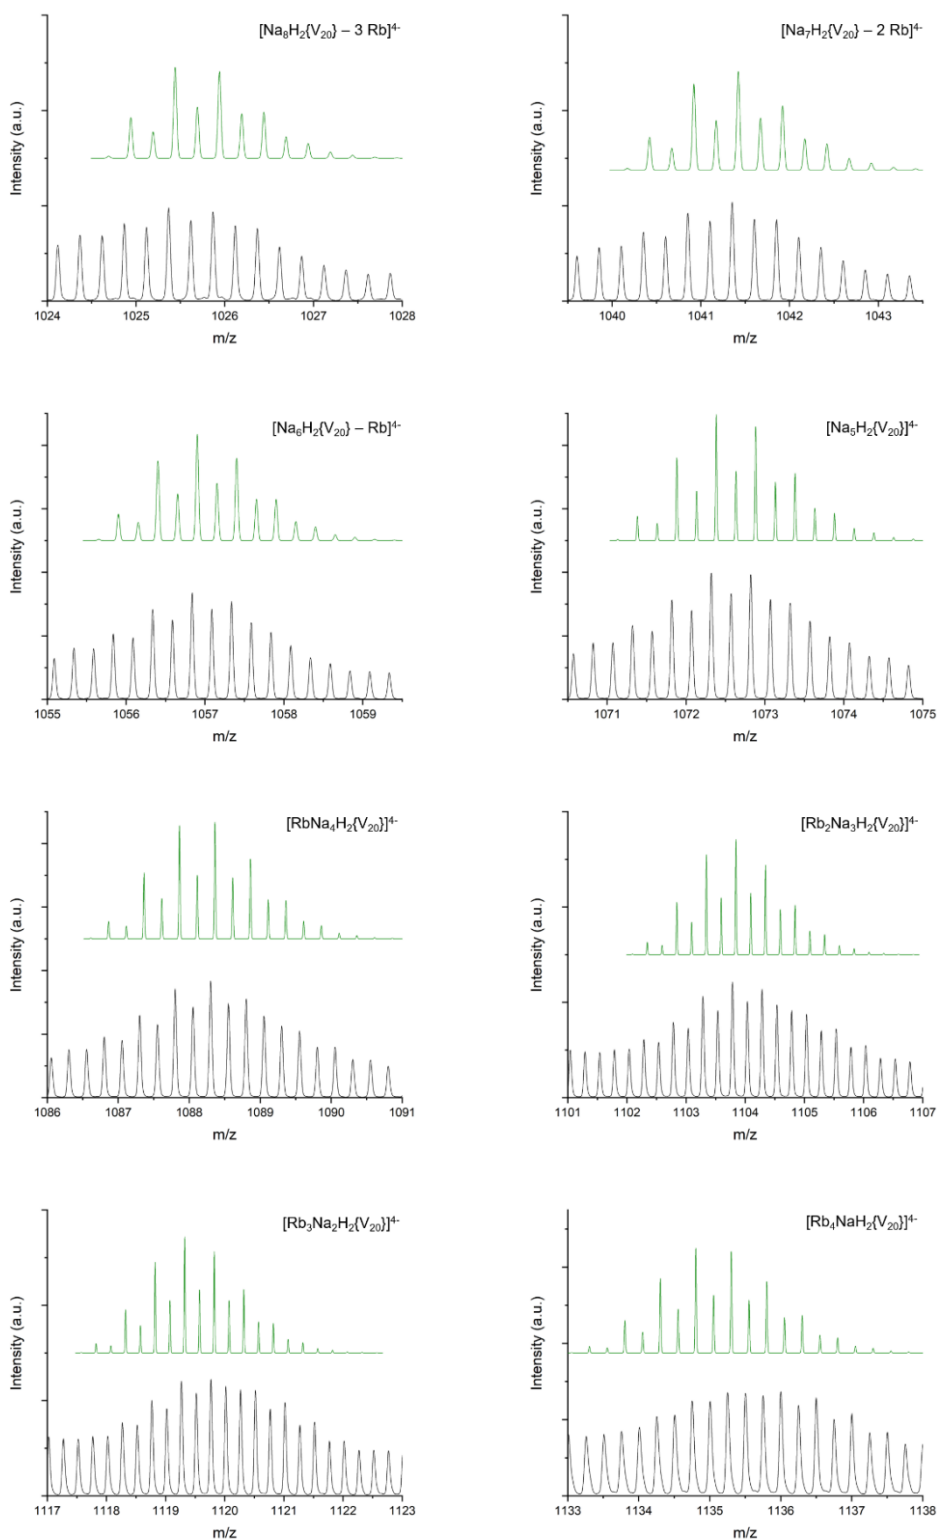 [Na₈H₂{V₂₀} – 3 Rb]⁴⁻
Intensity (a.u.)
1024 1025 1026 1027 1028
m/z
[Na₇H₂{V₂₀} – 2 Rb]⁴⁻
Intensity (a.u.)
1040 1041 1042 1043
m/z
[Na₆H₂{V₂₀} – Rb]⁴⁻
Intensity (a.u.)
1055 1056 1057 1058 1059
m/z
[Na₅H₂{V₂₀}]⁴⁻
Intensity (a.u.)
1071 1072 1073 1074 1075
m/z
[RbNa₄H₂{V₂₀}]⁴⁻
Intensity (a.u.)
1086 1087 1088 1089 1090 1091
m/z
[Rb₂Na₃H₂{V₂₀}]⁴⁻
Intensity (a.u.)
1101 1102 1103 1104 1105 1106 1107
m/z
[Rb₃Na₂H₂{V₂₀}]⁴⁻
Intensity (a.u.)
1117 1118 1119 1120 1121 1122 1123
m/z
[Rb₄NaH₂{V₂₀}]⁴⁻
Intensity (a.u.)
1133 1134 1135 1136 1137 1138
m/z